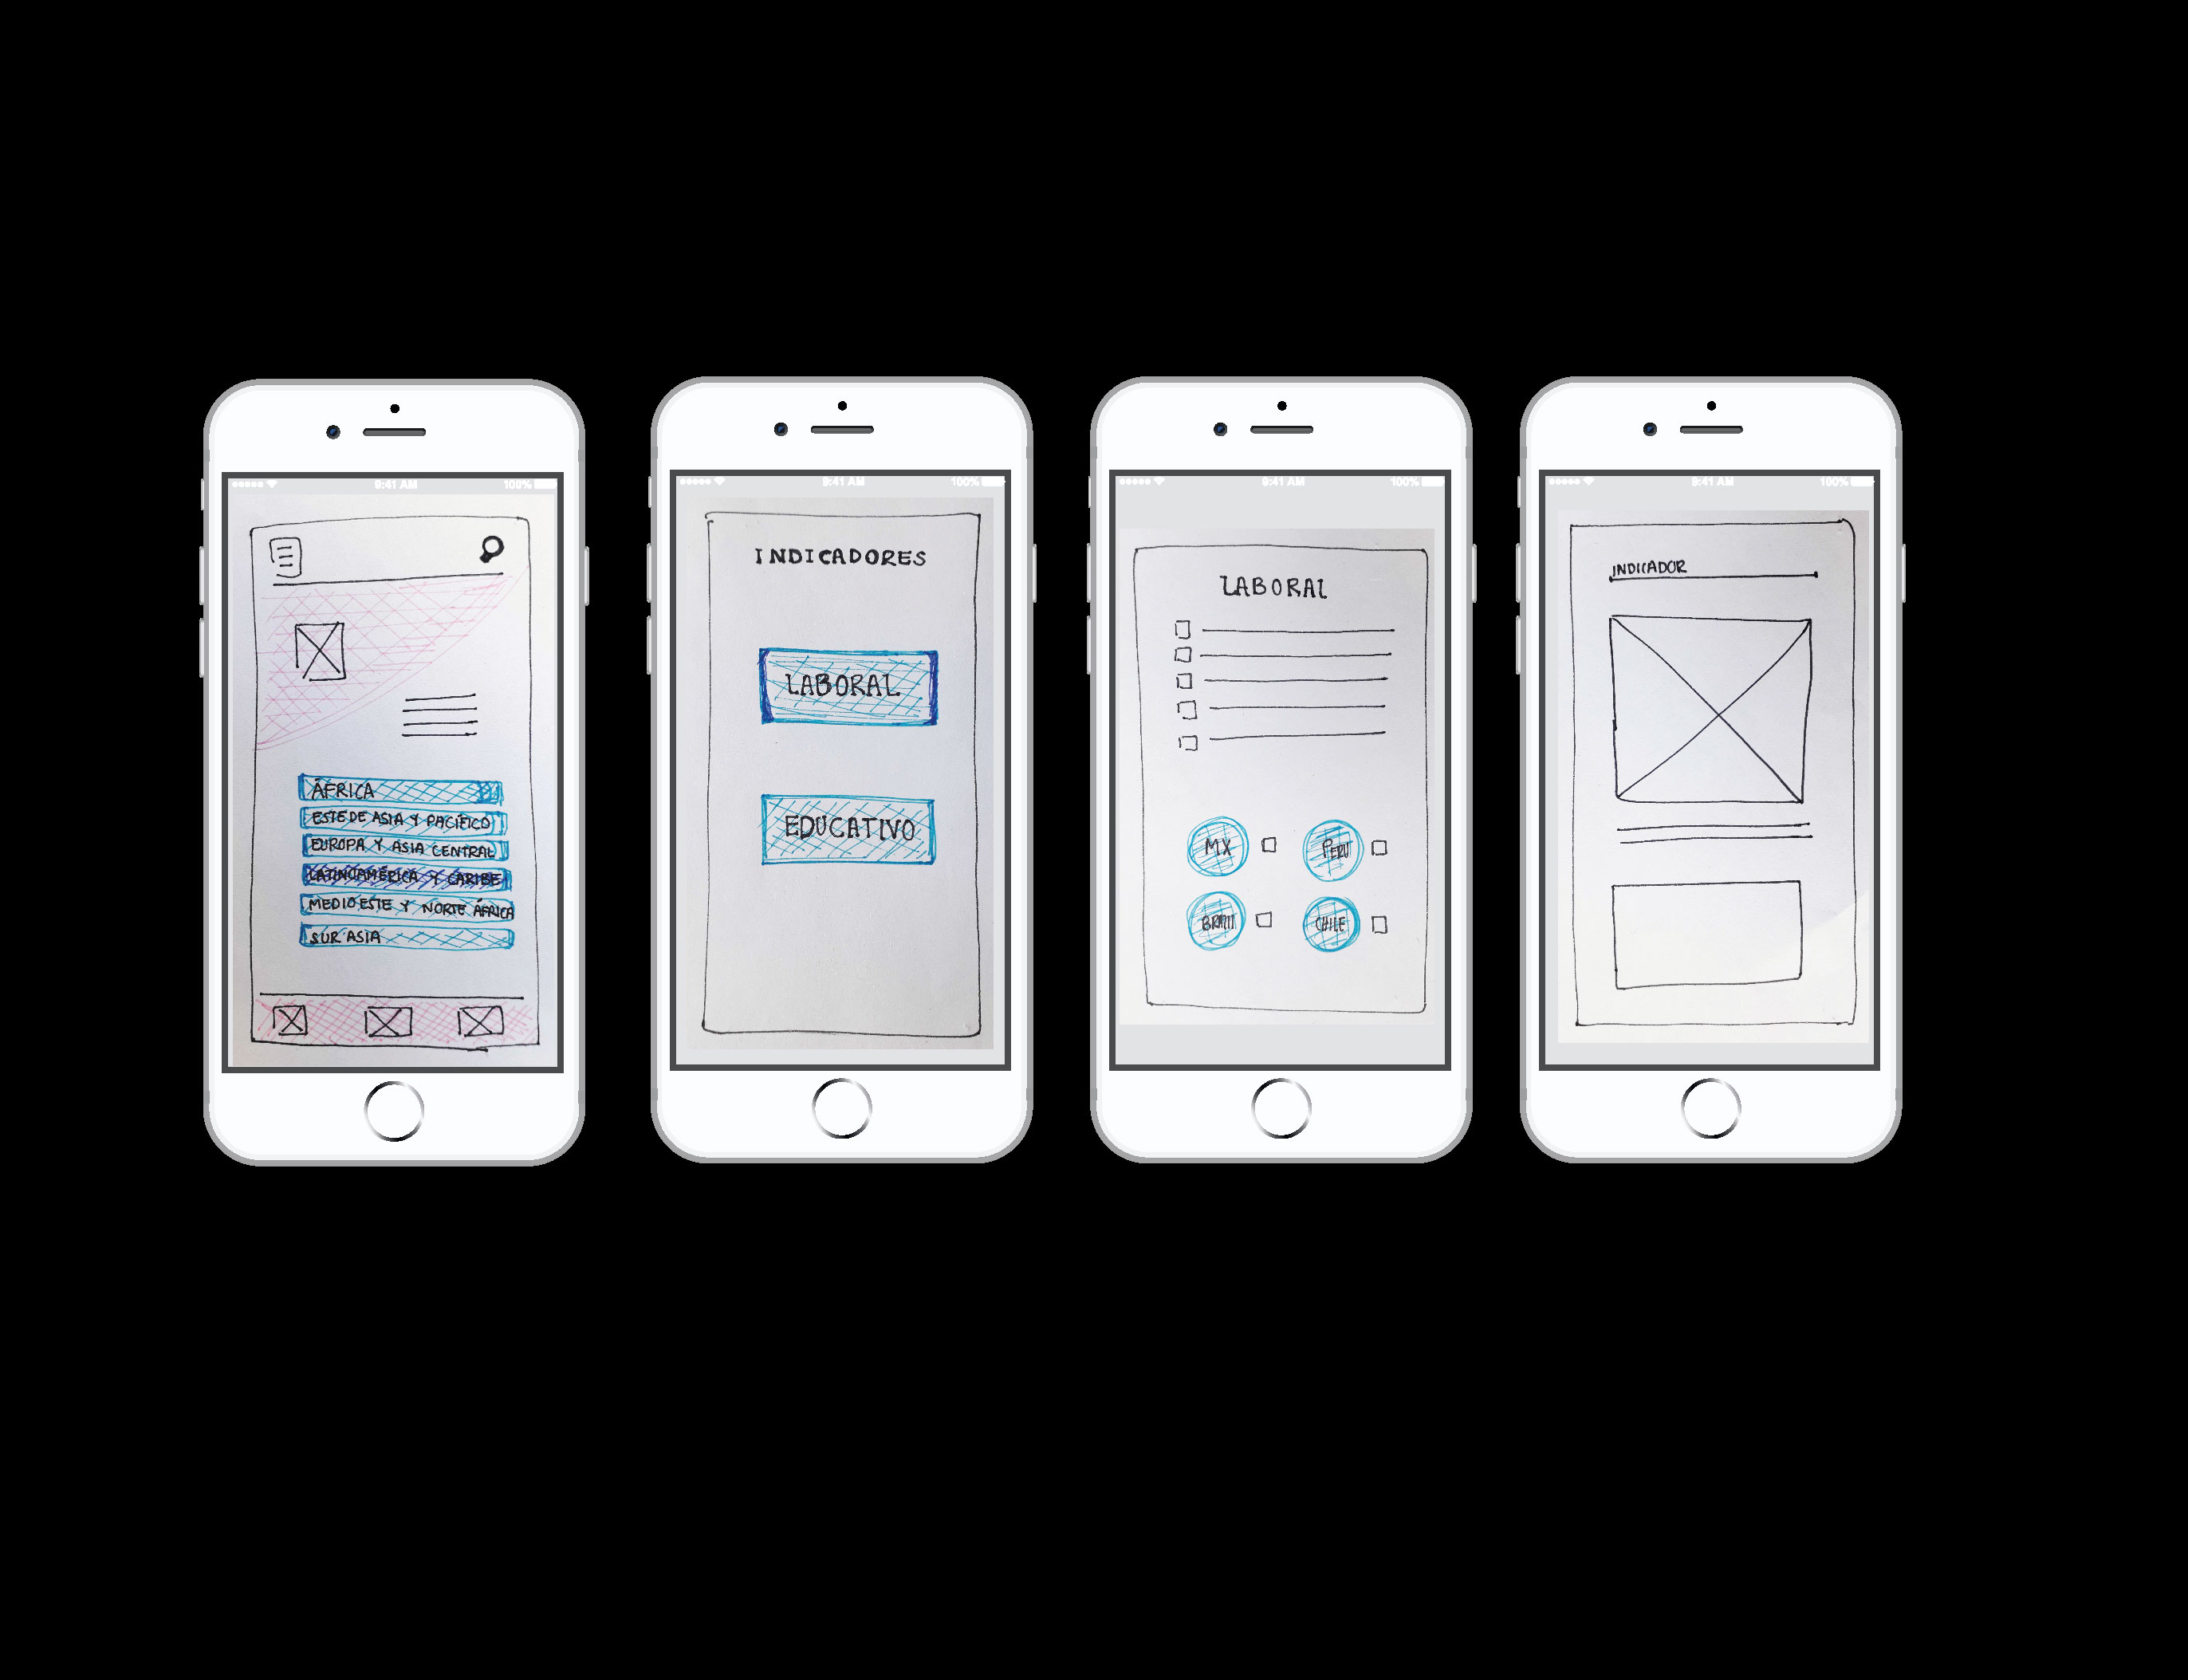 9:41 AM 100%
ÁFRICA
ESTE DE ASIA Y PACÍFICO
EUROPA Y ASIA CENTRAL
LATINOAMÉRICA Y CARIBE
MEDIO ESTE Y NORTE ÁFRICA
SUR ASIA
9:41 AM 100%
INDICADORES
LABORAL
EDUCATIVO
9:41 AM 100%
LABORAL
MX PERU
CHILE
9:41 AM 100%
INDICADOR